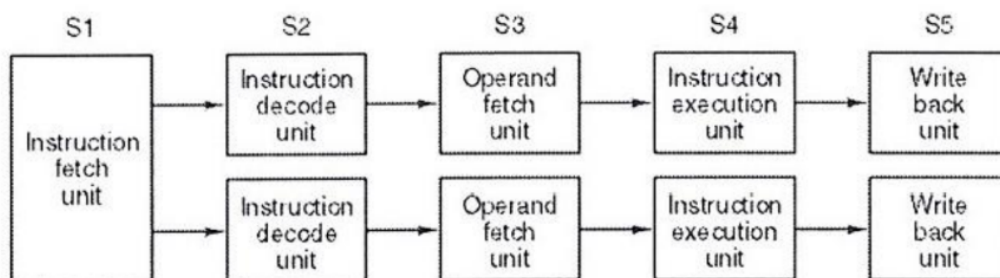 S1
S2
S3
S4
S5
Instruction
fetch
unit
Instruction
decode
unit
Operand
fetch
unit
Instruction
execution
unit
Write
back
unit
Instruction
decode
unit
Operand
fetch
unit
Instruction
execution
unit
Write
back
unit